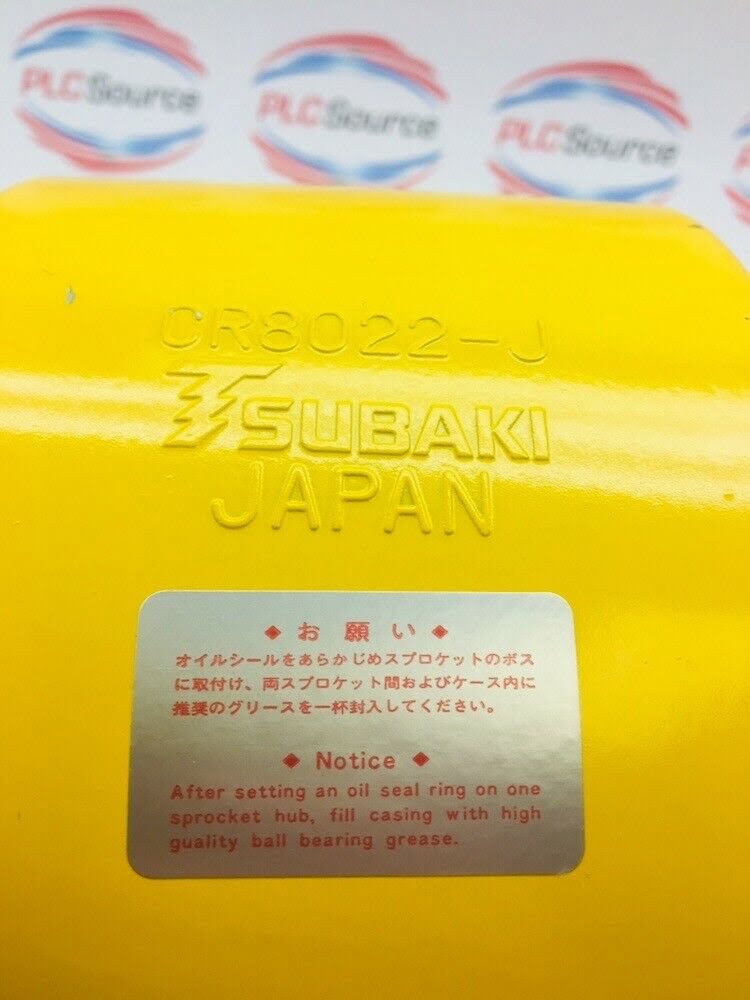 PLCSource PLCSource PLCSource
CR8022-J
TSUBAKI
JAPAN
◆ お願い ◆
オイルシールをあらかじめスプロケットのボス
に取付け、両スプロケット間およびケース内に
推奨のグリースを一杯封入してください。
◆ Notice ◆
After setting an oil seal ring on one
sprocket hub, fill casing with high
guality ball bearing grease.